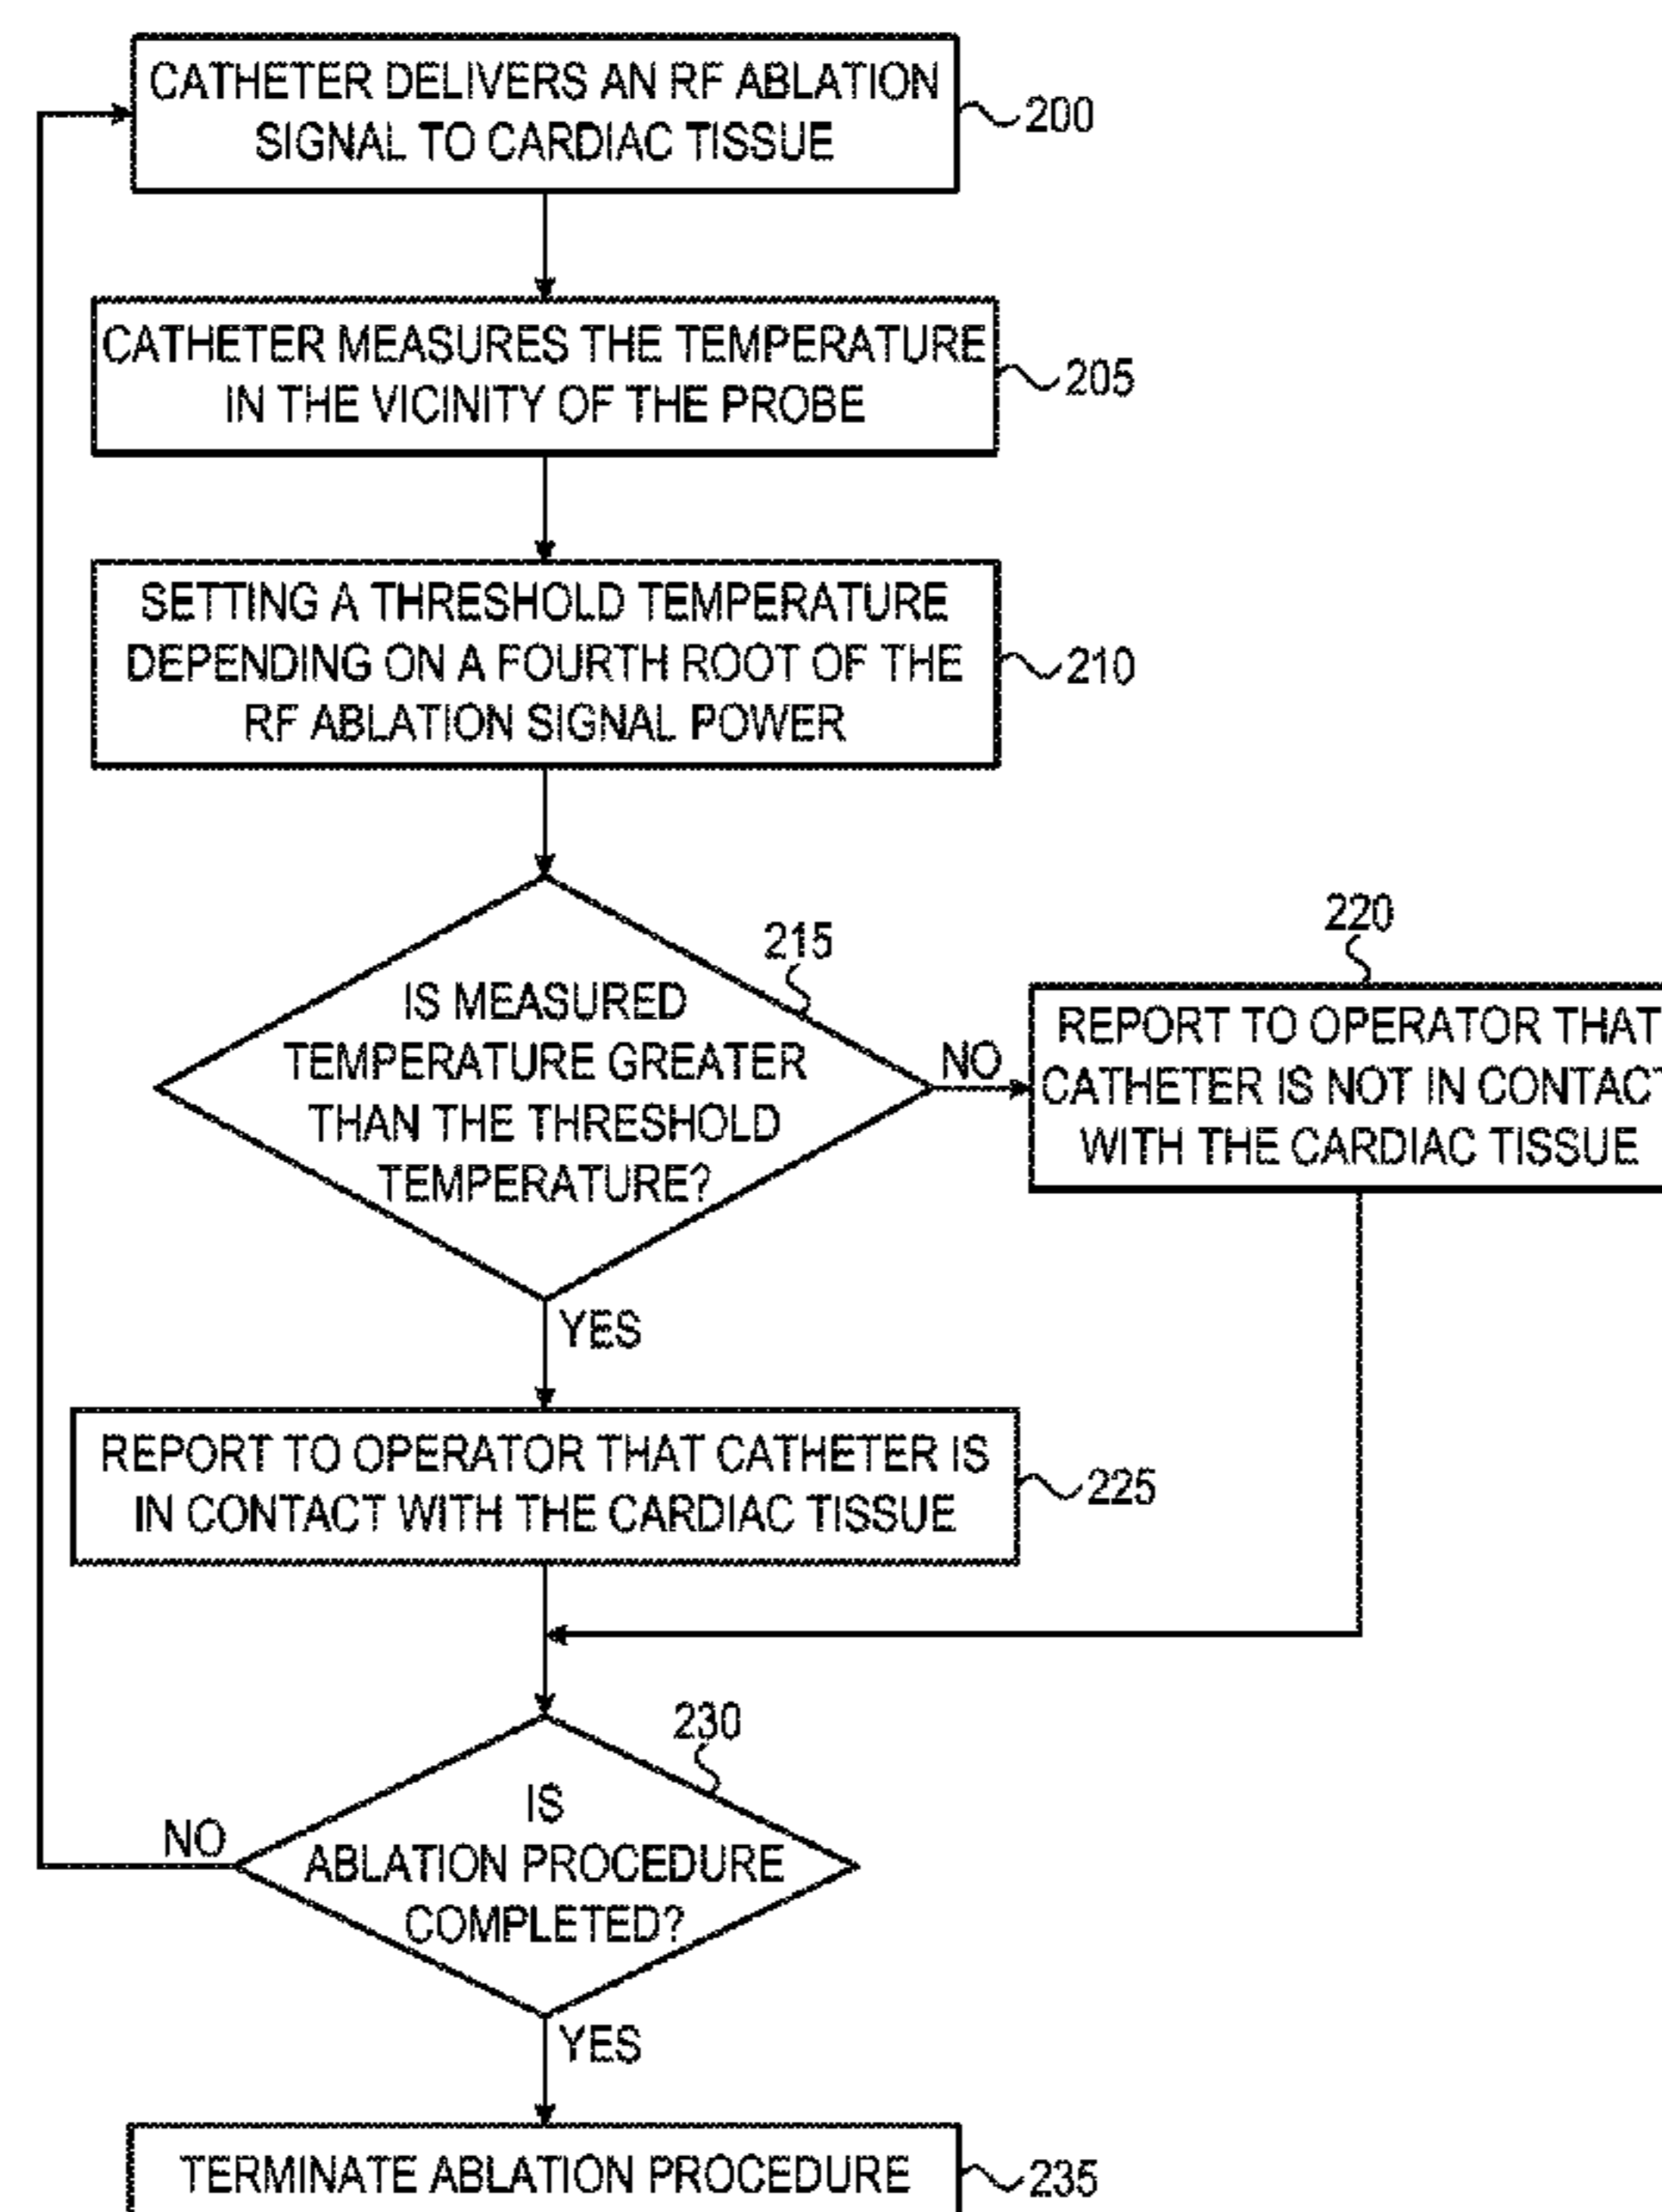 CATHETER DELIVERS AN RF ABLATION
SIGNAL TO CARDIAC TISSUE
200
CATHETER MEASURES THE TEMPERATURE
IN THE VICINITY OF THE PROBE
205
SETTING A THRESHOLD TEMPERATURE
DEPENDING ON A FOURTH ROOT OF THE
RF ABLATION SIGNAL POWER
210
215
IS MEASURED
TEMPERATURE GREATER
THAN THE THRESHOLD
TEMPERATURE?
NO
220
REPORT TO OPERATOR THAT
CATHETER IS NOT IN CONTACT
WITH THE CARDIAC TISSUE
YES
REPORT TO OPERATOR THAT CATHETER IS
IN CONTACT WITH THE CARDIAC TISSUE
225
230
IS
ABLATION PROCEDURE
COMPLETED?
NO
YES
TERMINATE ABLATION PROCEDURE
235